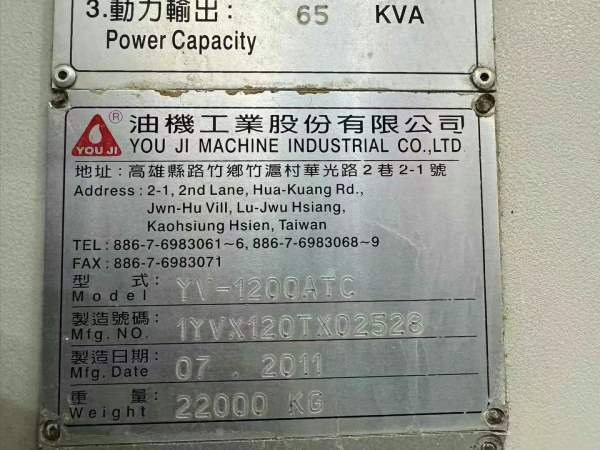 3.動力輸出: 65 KVA
Power Capacity
YOU JI ®
油機工業股份有限公司
YOU JI MACHINE INDUSTRIAL CO.,LTD.
地址:高雄縣路竹鄉竹滬村華光路2巷2-1號
Address : 2-1, 2nd Lane, Hua-Kuang Rd.,
Jwn-Hu Vill, Lu-Jwu Hsiang,
Kaohsiung Hsien, Taiwan
TEL : 886-7-6983061~6, 886-7-6983068~9
FAX : 886-7-6983071
型 式: YV-1200ATC
Model
製造號碼: 1YVX120TX02528
Mfg. NO.
製造日期: 07 . 2011
Mfg. Date
重 量: 22000 KG
Weight